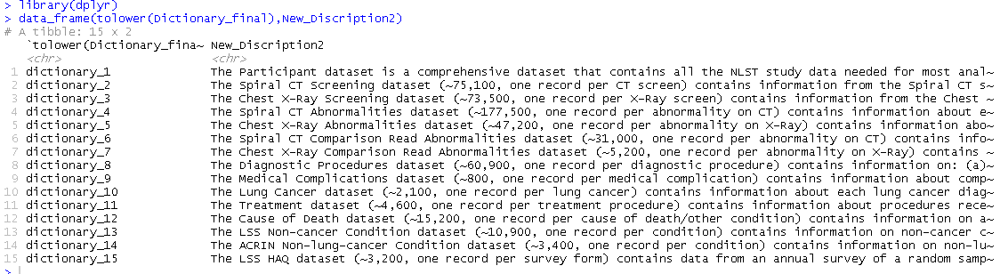 > library(dplyr)
> data_frame(tolower(Dictionary_final),New_Discription2)
# A tibble: 15 x 2
`tolower(Dictionary_fina~ New_Discription2
<chr> <chr>
1 dictionary_1 The Participant dataset is a comprehensive dataset that contains all the NLST study data needed for most anal~
2 dictionary_2 The Spiral CT Screening dataset (~75,100, one record per CT screen) contains information from the Spiral CT s~
3 dictionary_3 The Chest X-Ray Screening dataset (~73,500, one record per X-ray screen) contains information from the Chest ~
4 dictionary_4 The Spiral CT Abnormalities dataset (~177,500, one record per abnormality on CT) contains information about e~
5 dictionary_5 The Chest X-Ray Abnormalities dataset (~47,200, one record per abnormality on X-Ray) contains information abo~
6 dictionary_6 The Spiral CT Comparison Read Abnormalities dataset (~31,000, one record per abnormality on CT) contains info~
7 dictionary_7 The Chest X-Ray Comparison Read Abnormalities dataset (~5,200, one record per abnormality on X-Ray) contains ~
8 dictionary_8 The Diagnostic Procedures dataset (~60,900, one record per diagnostic procedure) contains information on: (a)~
9 dictionary_9 The Medical Complications dataset (~800, one record per medical complication) contains information about comp~
10 dictionary_10 The Lung Cancer dataset (~2,100, one record per lung cancer) contains information about each lung cancer diag~
11 dictionary_11 The Treatment dataset (~4,600, one record per treatment procedure) contains information about procedures rece~
12 dictionary_12 The Cause of Death dataset (~15,200, one record per cause of death/other condition) contains information on a~
13 dictionary_13 The LSS Non-cancer Condition dataset (~10,900, one record per condition) contains information on non-cancer c~
14 dictionary_14 The ACRIN Non-lung-cancer Condition dataset (~3,400, one record per condition) contains information on non-lu~
15 dictionary_15 The LSS HAQ dataset (~3,200, one record per survey form) contains data from an annual survey of a random samp~
>